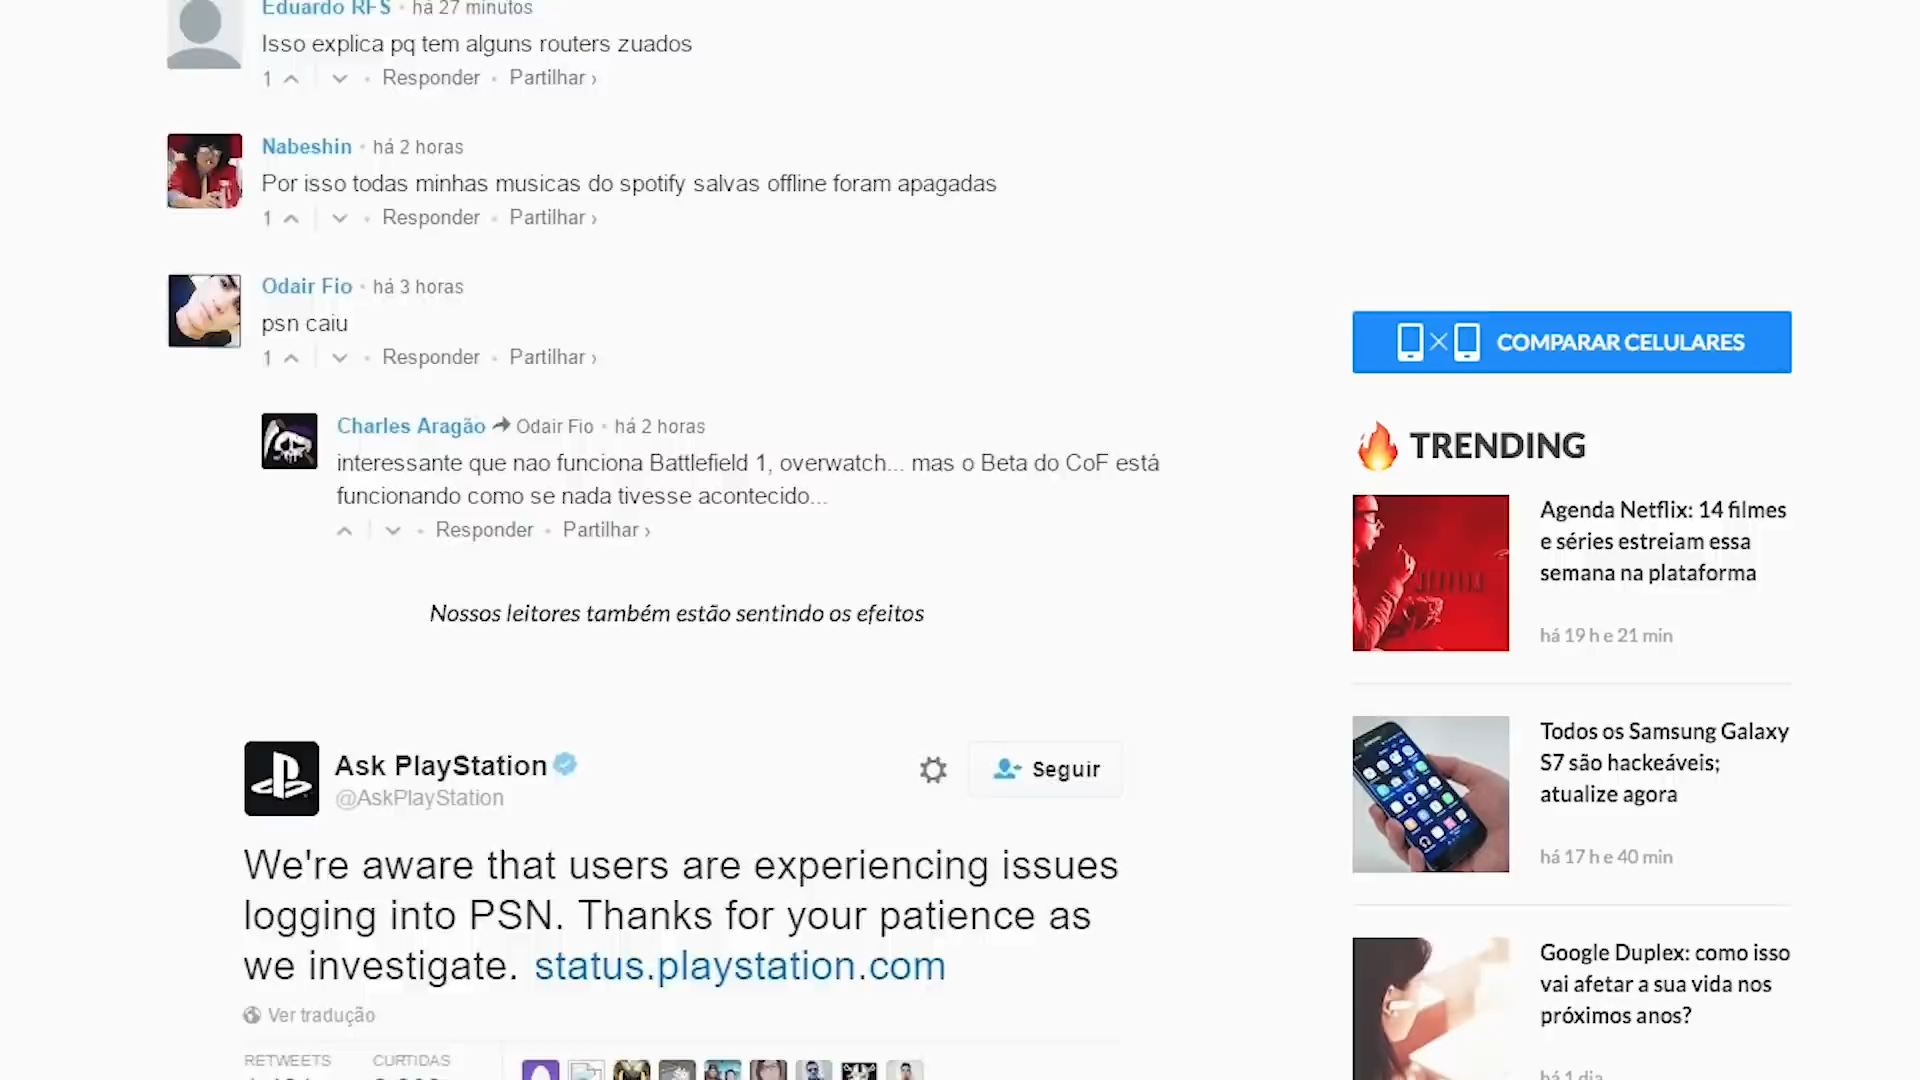 Eduardo RFS • há 27 minutos
Isso explica pq tem alguns routers zuados
1 • Responder • Partilhar ›
Nabeshin • há 2 horas
Por isso todas minhas musicas do spotify salvas offline foram apagadas
1 • Responder • Partilhar ›
Odair Fio • há 3 horas
psn caiu
1 • Responder • Partilhar ›
Charles Aragão Odair Fio • há 2 horas
interessante que nao funciona Battlefield 1, overwatch... mas o Beta do CoF está
funcionando como se nada tivesse acontecido...
• Responder • Partilhar ›
Nossos leitores também estão sentindo os efeitos
Ask PlayStation
@AskPlayStation
Seguir
We're aware that users are experiencing issues
logging into PSN. Thanks for your patience as
we investigate. status.playstation.com
Ver tradução
RETWEETS CURTIDAS
COMPARAR CELULARES
TRENDING
Agenda Netflix: 14 filmes
e séries estreiam essa
semana na plataforma
há 19 h e 21 min
Todos os Samsung Galaxy
S7 são hackeáveis;
atualize agora
há 17 h e 40 min
Google Duplex: como isso
vai afetar a sua vida nos
próximos anos?
há 1 dia